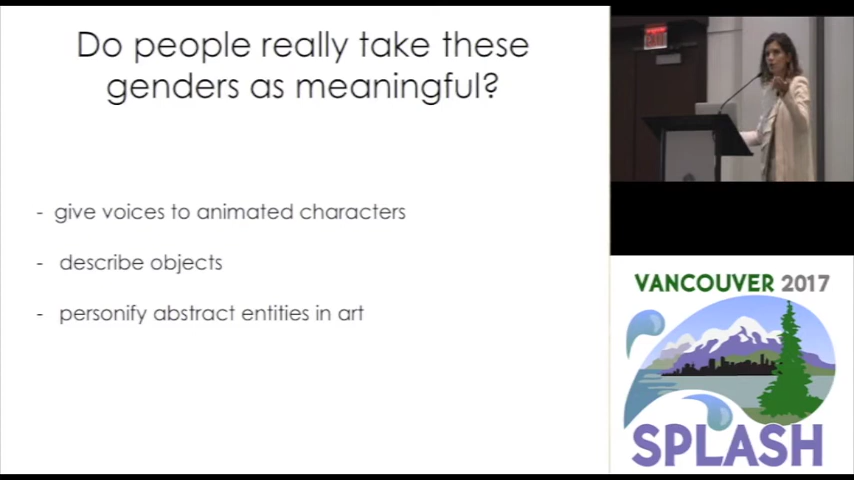 Do people really take these
genders as meaningful?
- give voices to animated characters
- describe objects
- personify abstract entities in art
EXIT
VANCOUVER 2017
SPLASH